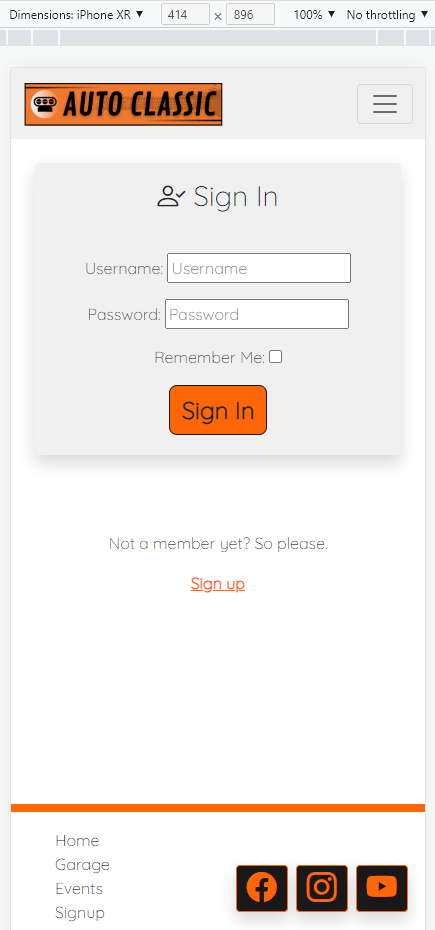 Dimensions: iPhone XR ▼ 414 × 896 100% ▼ No throttling ▼
AUTO CLASSIC
Sign In
Username: Username
Password: Password
Remember Me:
Sign In
Not a member yet? So please.
Sign up
Home
Garage
Events
Signup